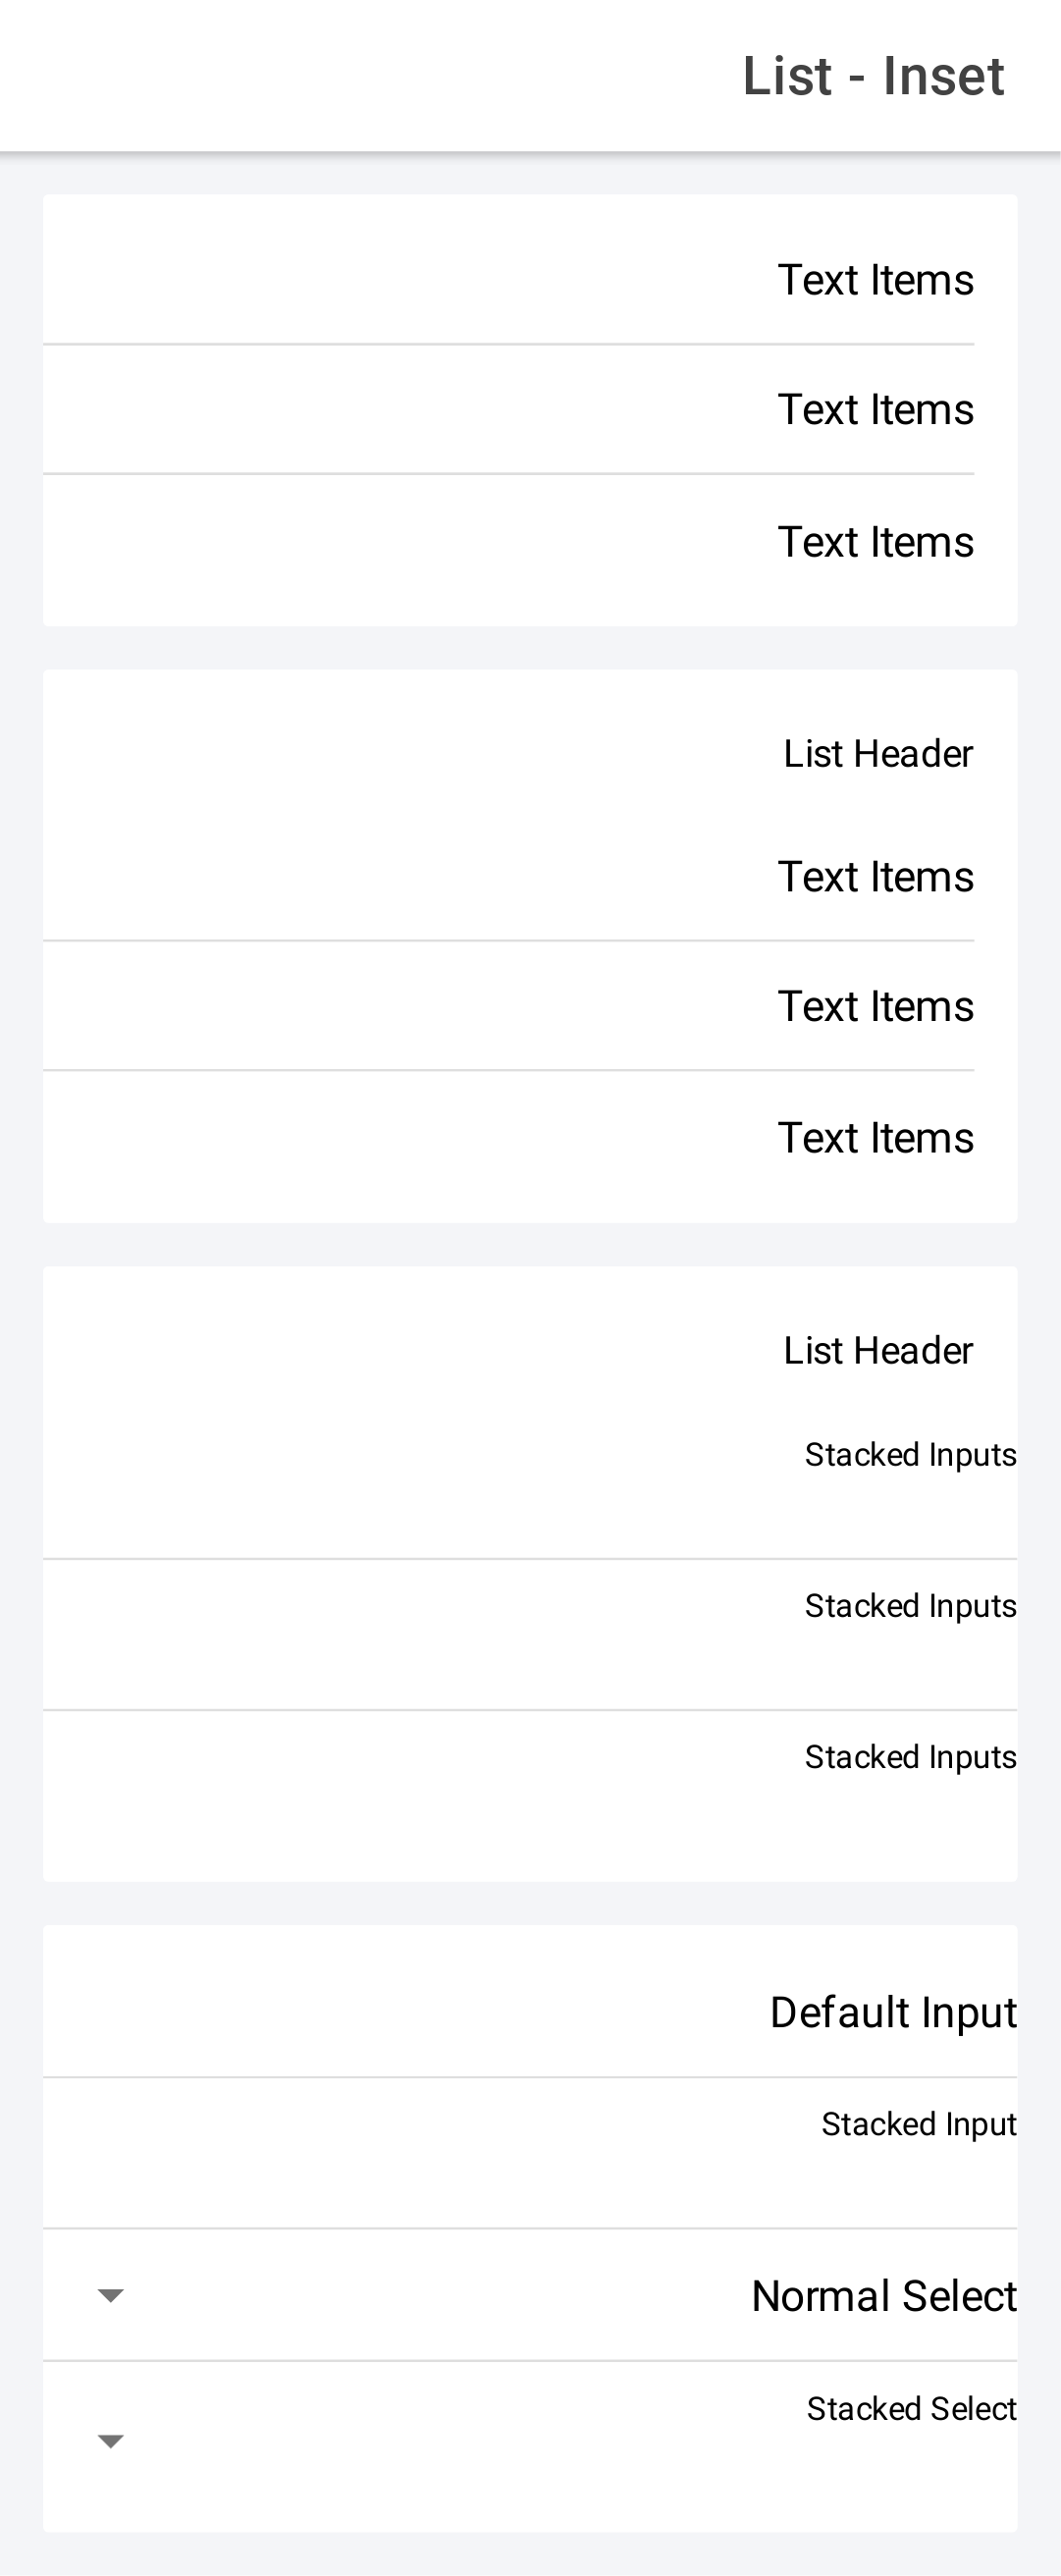 List - Inset
Text Items
Text Items
Text Items
List Header
Text Items
Text Items
Text Items
List Header
Stacked Inputs
Stacked Inputs
Stacked Inputs
Default Input
Stacked Input
Normal Select
Stacked Select